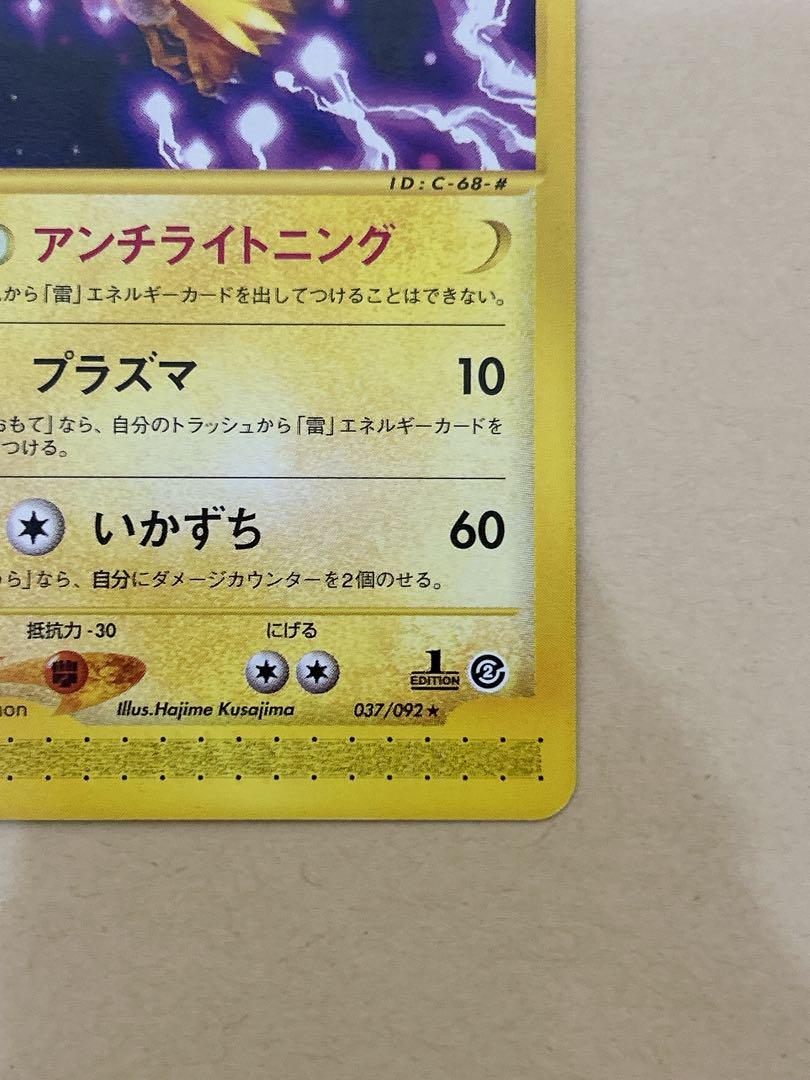 ID : C-68-#
アンチライトニング
から「雷」エネルギーカードを出してつけることはできない。
プラズマ 10
おもて」なら、自分のトラッシュから「雷」エネルギーカードを
つける。
いかずち 60
ら」なら、自分にダメージカウンターを2個のせる。
抵抗力 -30 にげる
1 EDITION 2
mon Illus.Hajime Kusajima 037/092★